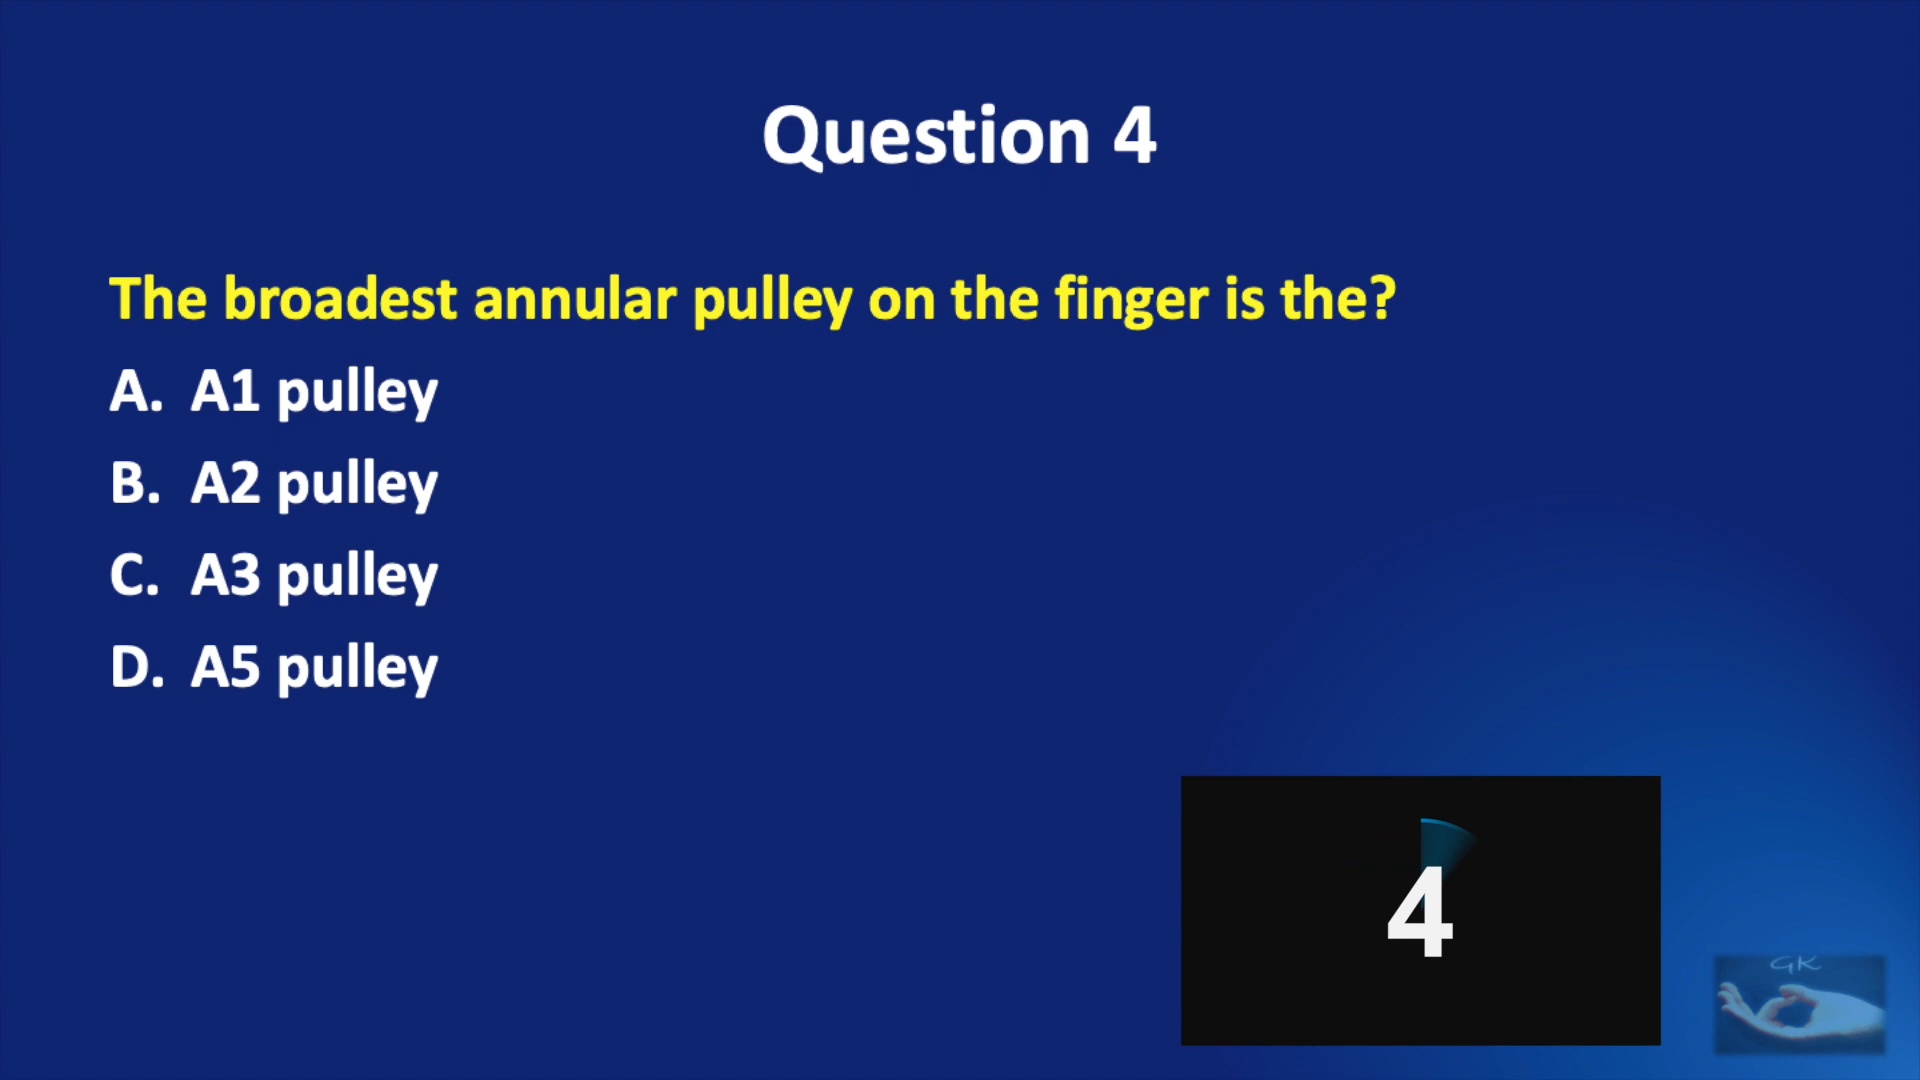 Question 4
The broadest annular pulley on the finger is the?
A. A1 pulley
B. A2 pulley
C. A3 pulley
D. A5 pulley
4
GK